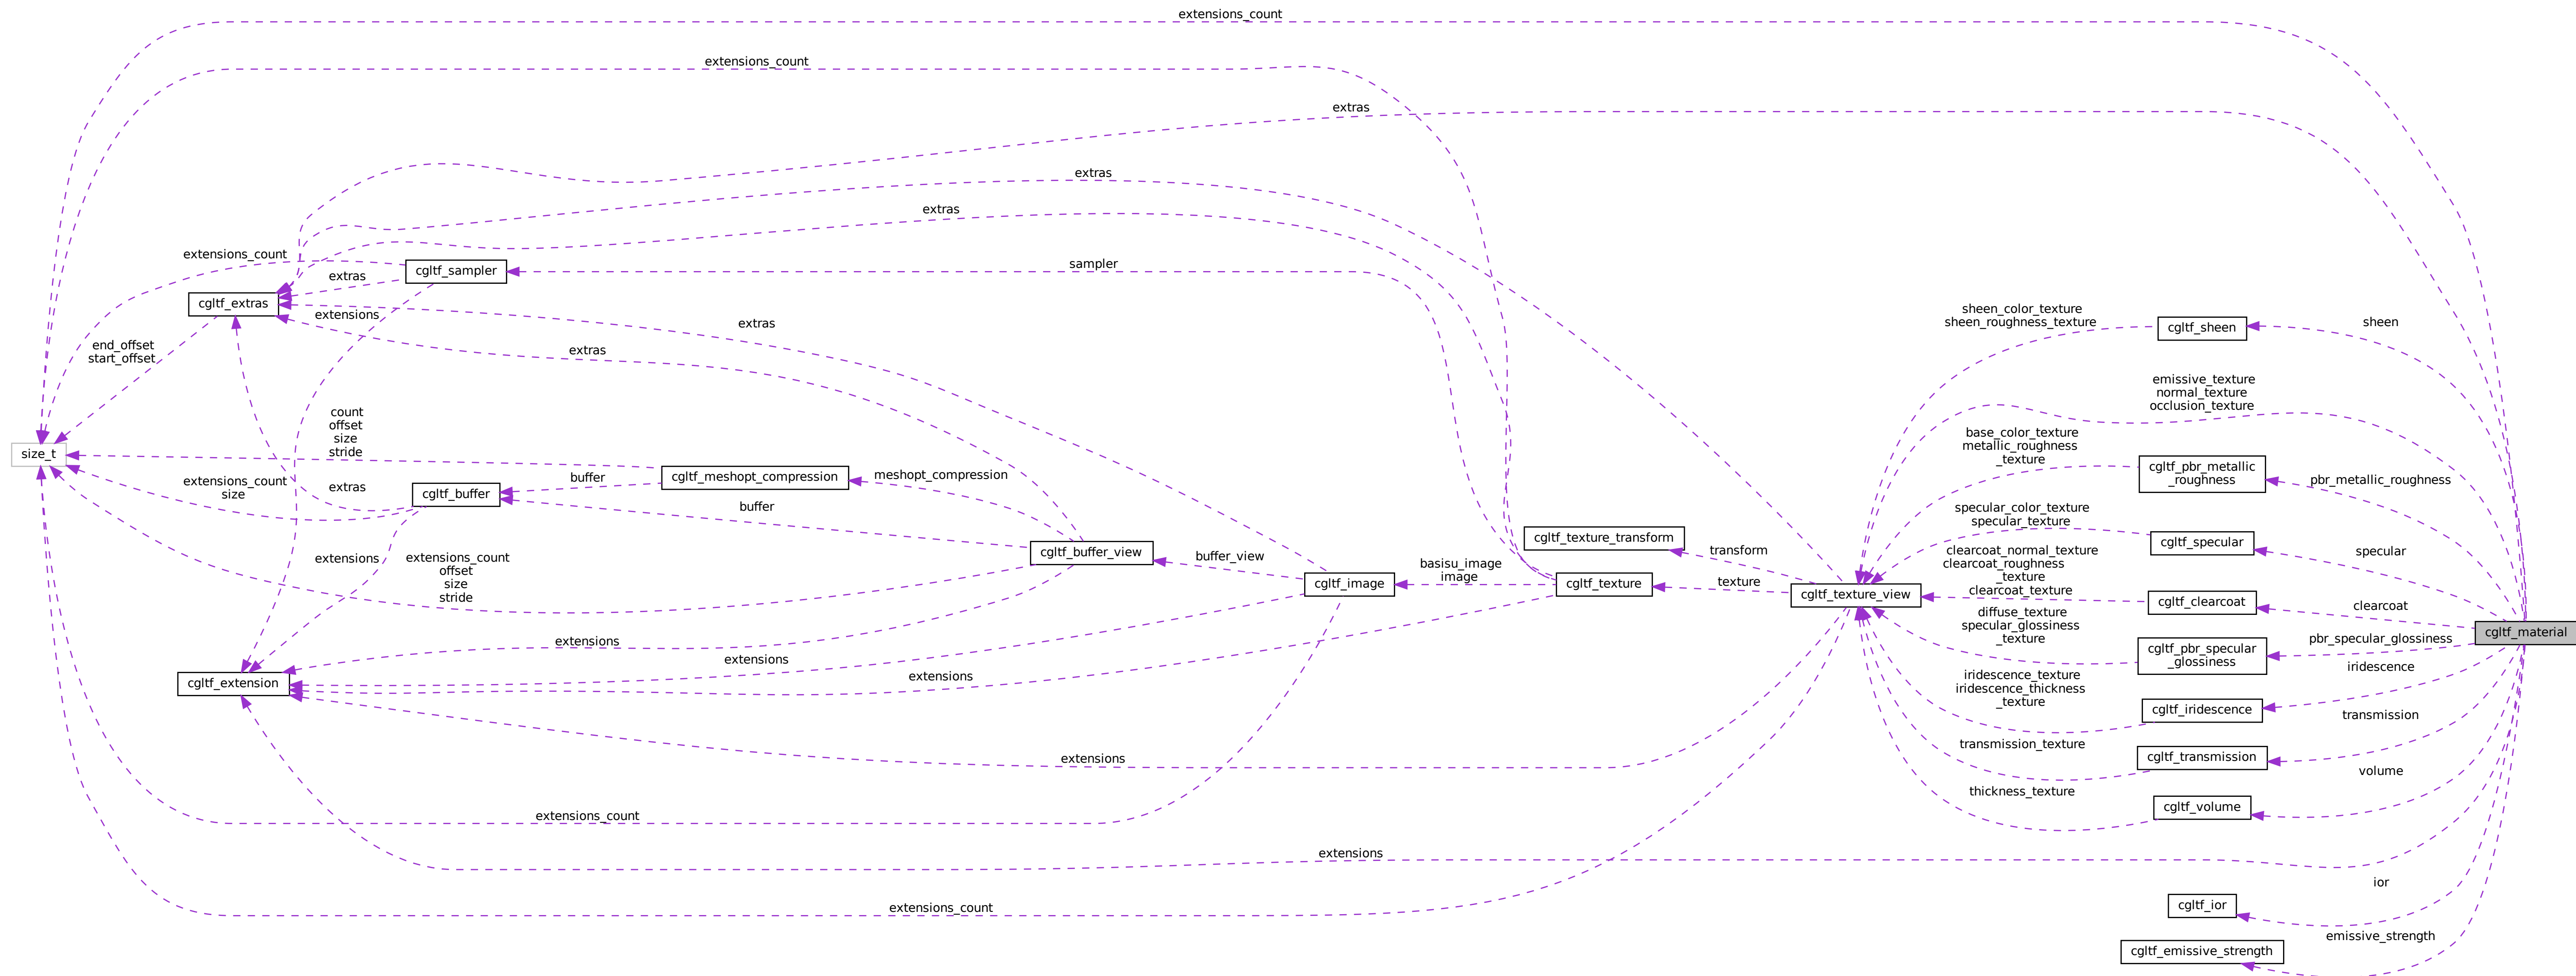 extensions_count
extensions_count
extras
extras
extras
extensions_count
cgltf_sampler
sampler
extras
cgltf_extras
extensions
extras
sheen_color_texture
sheen_roughness_texture
cgltf_sheen
sheen
end_offset
start_offset
extras
emissive_texture
normal_texture
occlusion_texture
count
offset
size
stride
base_color_texture
metallic_roughness
_texture
cgltf_pbr_metallic
_roughness
pbr_metallic_roughness
size_t
extensions_count
size
extras
cgltf_buffer
buffer
cgltf_meshopt_compression
meshopt_compression
buffer
specular_color_texture
specular_texture
cgltf_specular
specular
cgltf_texture_transform
transform
extensions
extensions_count
offset
size
stride
cgltf_buffer_view
buffer_view
cgltf_image
basisu_image
image
cgltf_texture
texture
cgltf_texture_view
clearcoat_normal_texture
clearcoat_roughness
_texture
clearcoat_texture
cgltf_clearcoat
clearcoat
diffuse_texture
specular_glossiness
_texture
cgltf_pbr_specular
_glossiness
pbr_specular_glossiness
cgltf_material
extensions
extensions
extensions
cgltf_extension
iridescence_texture
iridescence_thickness
_texture
cgltf_iridescence
iridescence
transmission_texture
cgltf_transmission
transmission
extensions
thickness_texture
cgltf_volume
volume
extensions_count
extensions
extensions_count
cgltf_ior
ior
cgltf_emissive_strength
emissive_strength